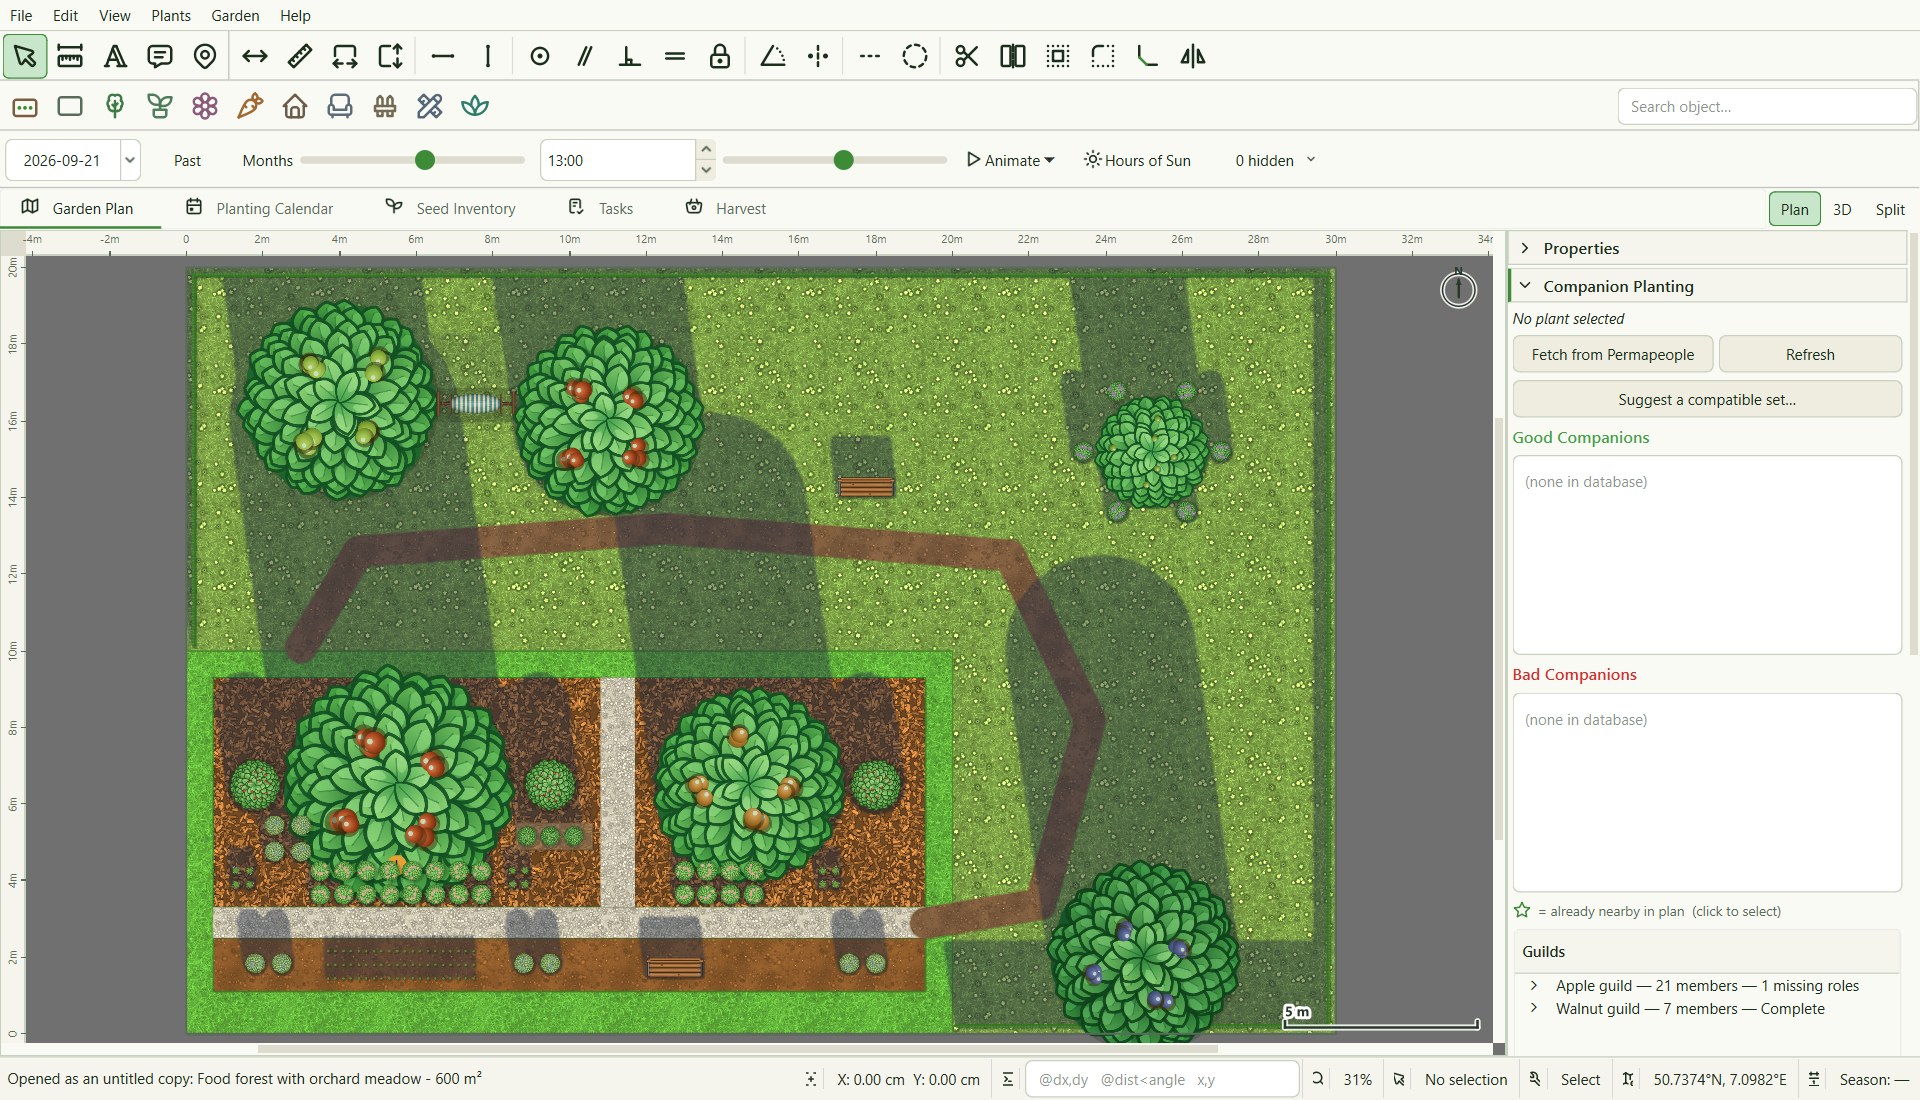 File Edit View Plants Garden Help
Search object...
2026-09-21 Past Months 13:00 Animate Hours of Sun 0 hidden
Garden Plan Planting Calendar Seed Inventory Tasks Harvest Plan 3D Split
-4m -2m 0 2m 4m 6m 8m 10m 12m 14m 16m 18m 20m 22m 24m 26m 28m 30m 32m 34m
20m
18m
16m
14m
12m
10m
8m
6m
4m
2m
0
N
5 m
Properties
Companion Planting
No plant selected
Fetch from Permapeople Refresh
Suggest a compatible set...
Good Companions
(none in database)
Bad Companions
(none in database)
= already nearby in plan (click to select)
Guilds
Apple guild — 21 members — 1 missing roles
Walnut guild — 7 members — Complete
Opened as an untitled copy: Food forest with orchard meadow - 600 m² X: 0.00 cm Y: 0.00 cm @dx,dy @dist<angle x,y 31% No selection Select 50.7374°N, 7.0982°E Season: —